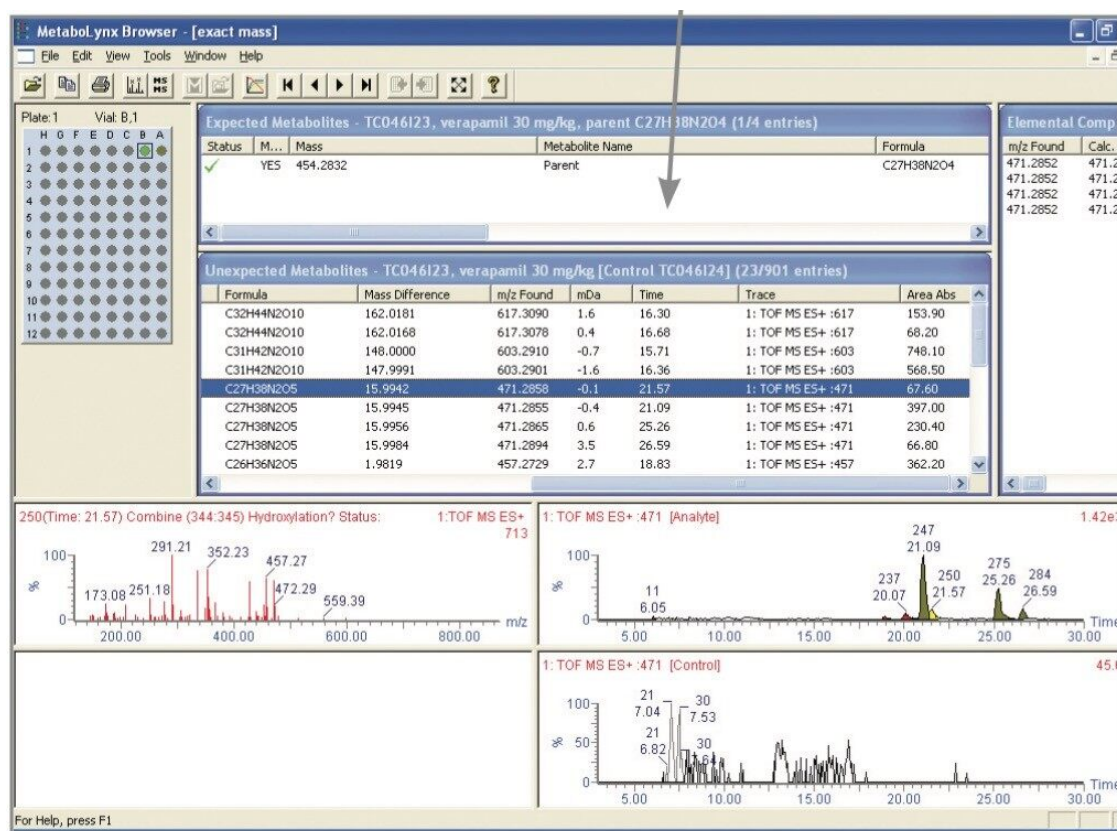 MetaboLynx Browser - [exact mass]
File Edit View Tools Window Help
Plate:1 Vial: B,1
H G F E D C B A
1
2
3
4
5
6
7
8
9
10
11
12
Expected Metabolites - TC046I23, verapamil 30 mg/kg, parent C27H38N2O4 (1/4 entries)
Status M... Mass Metabolite Name Formula
YES 454.2832 Parent C27H38N2O4
Elemental Comp
m/z Found Calc.
471.2852 471.2
471.2852 471.2
471.2852 471.2
471.2852 471.2
Unexpected Metabolites - TC046I23, verapamil 30 mg/kg [Control TC046I24] (23/901 entries)
Formula Mass Difference m/z Found mDa Time Trace Area Abs
C32H44N2O10 162.0181 617.3090 1.6 16.30 1: TOF MS ES+ :617 153.90
C32H44N2O10 162.0168 617.3078 0.4 16.68 1: TOF MS ES+ :617 68.20
C31H42N2O10 148.0000 603.2910 -0.7 15.71 1: TOF MS ES+ :603 748.10
C31H42N2O10 147.9991 603.2901 -1.6 16.36 1: TOF MS ES+ :603 568.50
C27H38N2O5 15.9942 471.2858 -0.1 21.57 1: TOF MS ES+ :471 67.60
C27H38N2O5 15.9945 471.2855 -0.4 21.09 1: TOF MS ES+ :471 397.00
C27H38N2O5 15.9956 471.2865 0.6 25.26 1: TOF MS ES+ :471 230.40
C27H38N2O5 15.9984 471.2894 3.5 26.59 1: TOF MS ES+ :471 66.80
C26H36N2O5 1.9819 457.2729 2.7 18.83 1: TOF MS ES+ :457 362.20
250(Time: 21.57) Combine (344:345) Hydroxylation? Status: 1:TOF MS ES+
713
100
%
0
173.08 251.18 291.21 352.23 457.27 472.29 559.39
200.00 400.00 600.00 800.00 m/z
1: TOF MS ES+ :471 [Analyte] 1.42e
100
%
0
11
6.05
237
20.07
247
21.09
250
21.57
275
25.26
284
26.59
5.00 10.00 15.00 20.00 25.00 30.00 Time
1: TOF MS ES+ :471 [Control] 45.
100
% 50
0
21
7.04
30
7.53
21
6.82
30
.64
5.00 10.00 15.00 20.00 25.00 30.00 Time
For Help, press F1